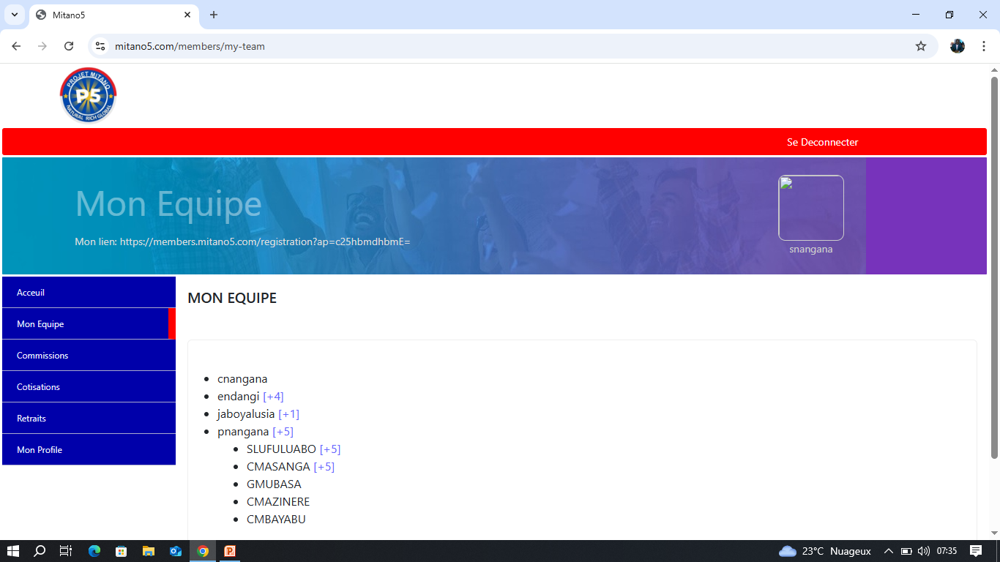 Mitano5
mitano5.com/members/my-team
PROJET MITANO
P5
NATURAL RICH GLOBAL
Se Deconnecter
Mon Equipe
Mon lien: https://members.mitano5.com/registration?ap=c25hbmdhbmE=
snangana
Acceuil
Mon Equipe
Commissions
Cotisations
Retraits
Mon Profile
MON EQUIPE
cnangana
endangi [+4]
jaboyalusia [+1]
pnangana [+5]
SLUFULUABO [+5]
CMASANGA [+5]
GMUBASA
CMAZINERE
CMBAYABU
23°C Nuageux
07:35